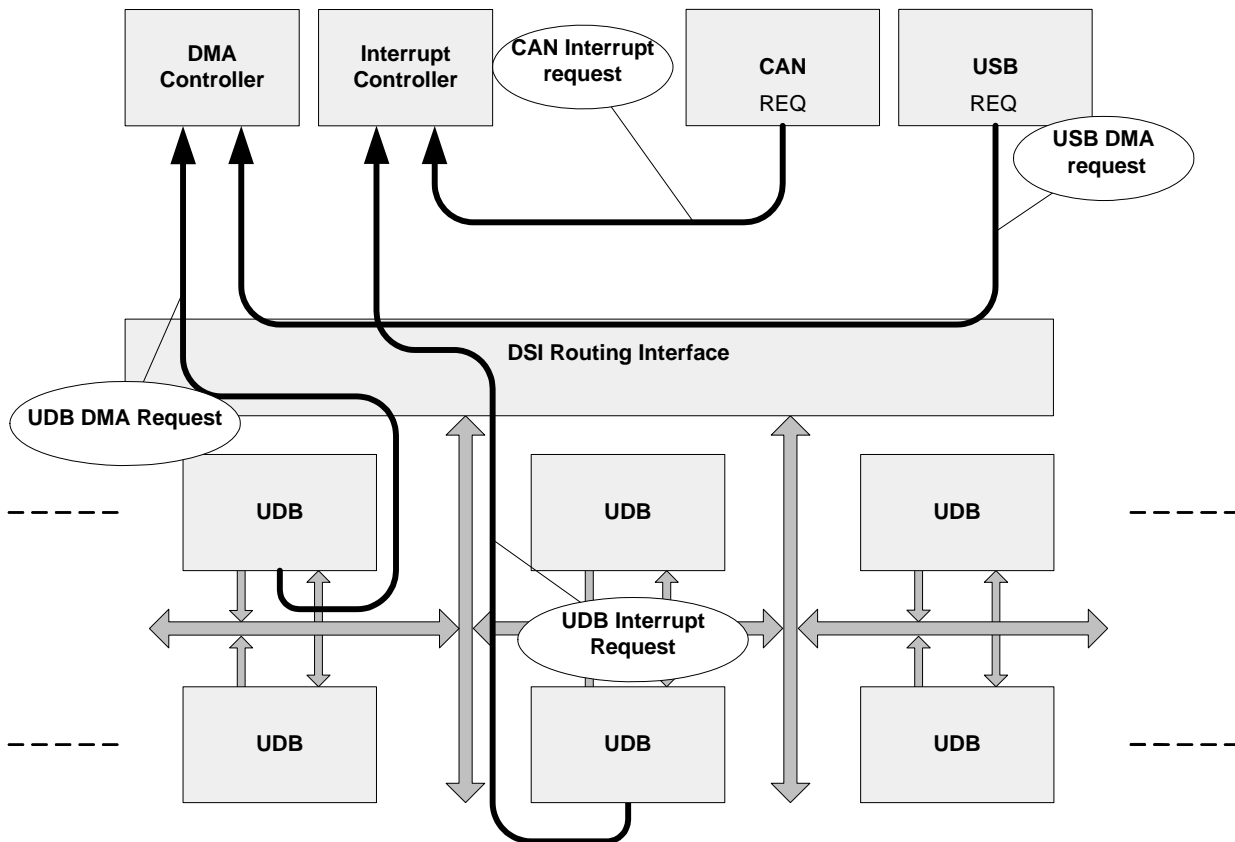 DMA
Controller
Interrupt
Controller
CAN Interrupt
request
CAN
REQ
USB
REQ
USB DMA
request
DSI Routing Interface
UDB DMA Request
UDB
UDB
UDB
UDB Interrupt
Request
UDB
UDB
UDB